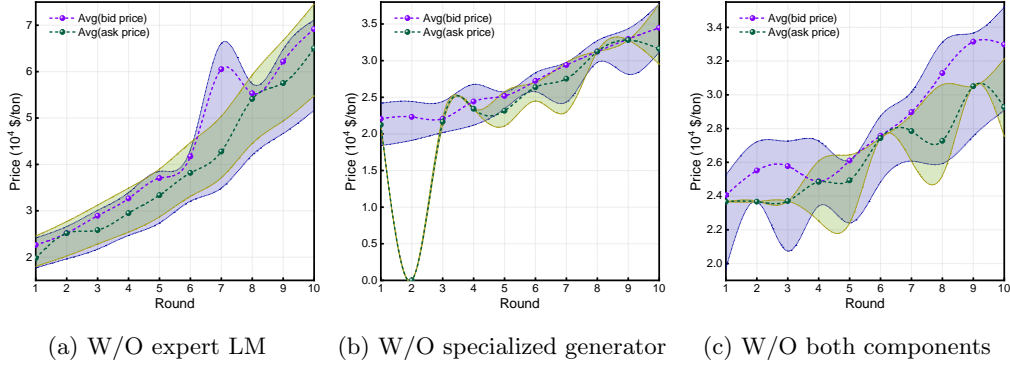 Avg(bid price)
Avg(ask price)
Price (10⁴ $/ton)
7
6
5
4
3
2
1 2 3 4 5 6 7 8 9 10
Round
(a) W/O expert LM
Avg(bid price)
Avg(ask price)
Price (10⁴ $/ton)
3.5
3.0
2.5
2.0
1.5
1.0
0.5
0.0
1 2 3 4 5 6 7 8 9 10
Round
(b) W/O specialized generator
Avg(bid price)
Avg(ask price)
Price (10⁴ $/ton)
3.4
3.2
3.0
2.8
2.6
2.4
2.2
2.0
1 2 3 4 5 6 7 8 9 10
Round
(c) W/O both components